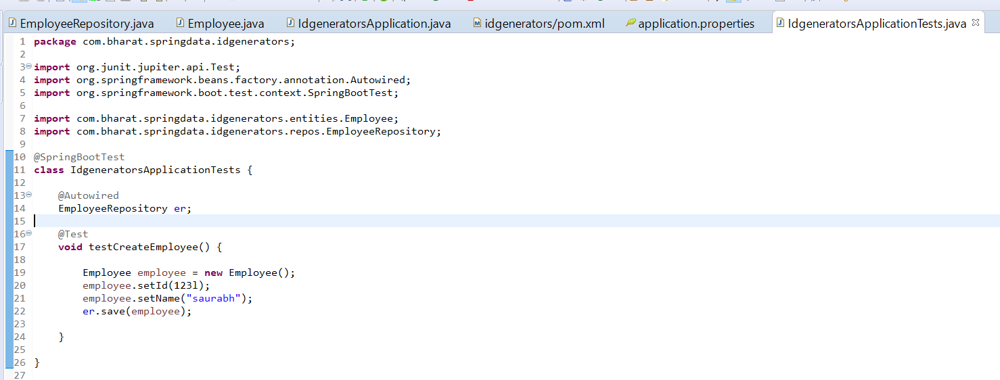 EmployeeRepository.java Employee.java IdgeneratorsApplication.java idgenerators/pom.xml application.properties IdgeneratorsApplicationTests.java
1 package com.bharat.springdata.idgenerators;
2
3 import org.junit.jupiter.api.Test;
4 import org.springframework.beans.factory.annotation.Autowired;
5 import org.springframework.boot.test.context.SpringBootTest;
6
7 import com.bharat.springdata.idgenerators.entities.Employee;
8 import com.bharat.springdata.idgenerators.repos.EmployeeRepository;
9
10 @SpringBootTest
11 class IdgeneratorsApplicationTests {
12
13 @Autowired
14 EmployeeRepository er;
15
16 @Test
17 void testCreateEmployee() {
18
19 Employee employee = new Employee();
20 employee.setId(123l);
21 employee.setName("saurabh");
22 er.save(employee);
23
24 }
25
26 }
27